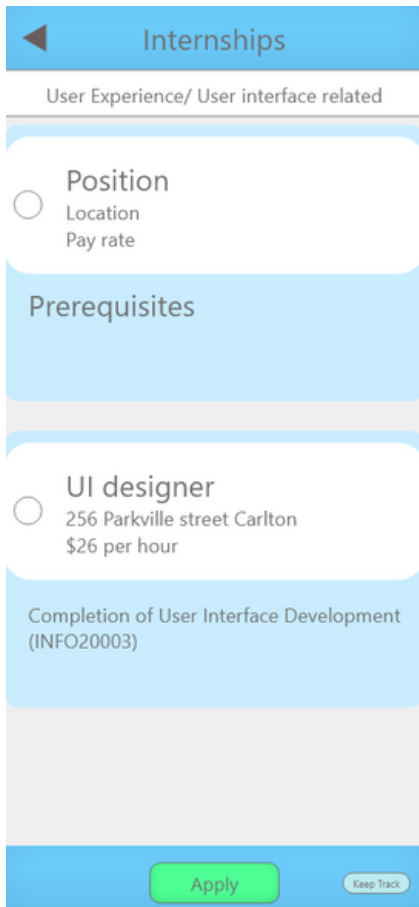 Internships
User Experience/ User interface related
Position
Location
Pay rate
Prerequisites
UI designer
256 Parkville street Carlton
$26 per hour
Completion of User Interface Development
(INFO20003)
Apply
Keep Track